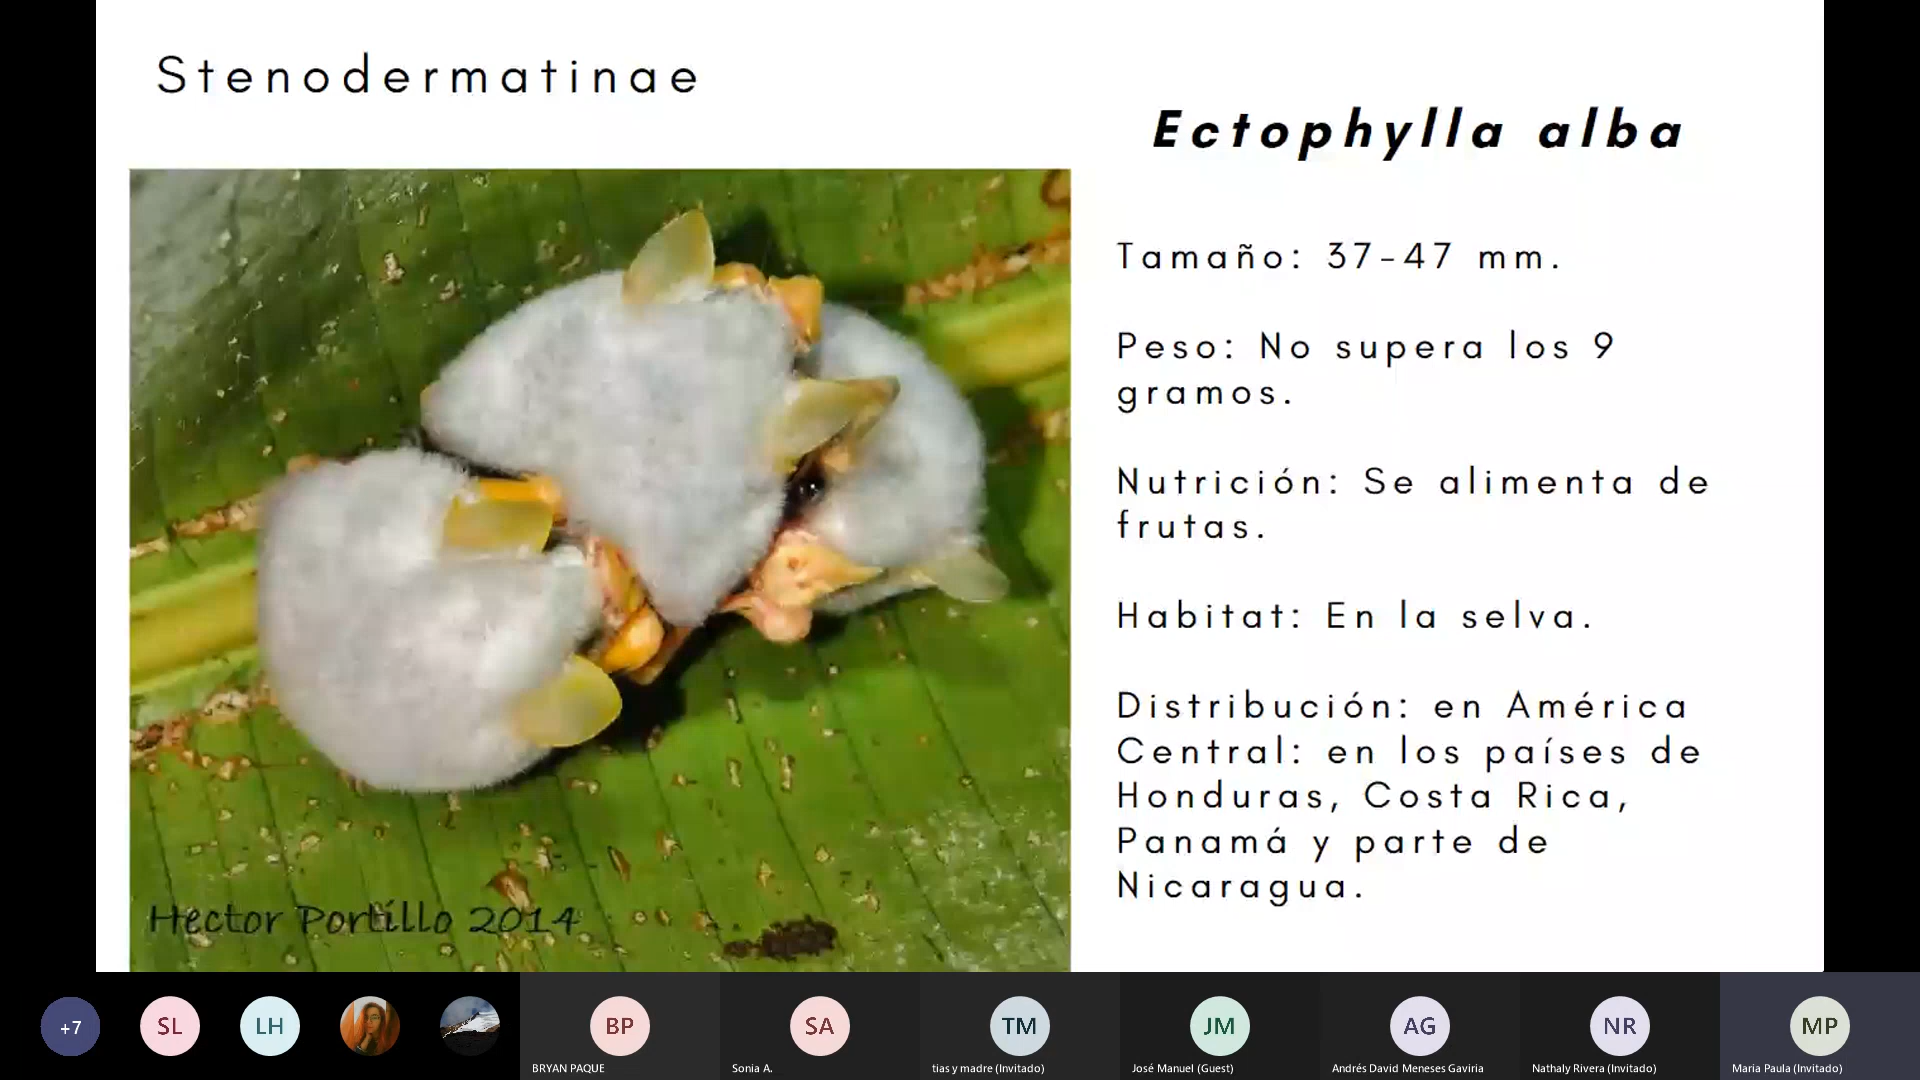 Stenodermatinae
Ectophylla alba
Tamaño: 37-47 mm.
Peso: No supera los 9
gramos.
Nutrición: Se alimenta de
frutas.
Habitat: En la selva.
Distribución: en América
Central: en los países de
Honduras, Costa Rica,
Panamá y parte de
Nicaragua.
Hector Portillo 2014
+7
SL
LH
BP
SA
TM
JM
AG
NR
MP
BRYAN PAQUE
Sonia A.
tias y madre (Invitado)
José Manuel (Guest)
Andrés David Meneses Gaviria
Nathaly Rivera (Invitado)
Maria Paula (Invitado)